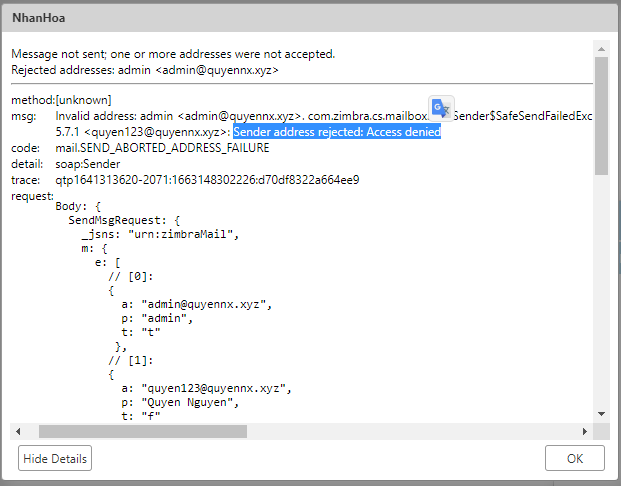 NhanHoa
Message not sent; one or more addresses were not accepted.
Rejected addresses: admin <admin@quyennx.xyz>
method:[unknown]
msg: Invalid address: admin <admin@quyennx.xyz>. com.zimbra.cs.mailbox. Sender$SafeSendFailedExc
5.7.1 <quyen123@quyennx.xyz>: Sender address rejected: Access denied
code: mail.SEND_ABORTED_ADDRESS_FAILURE
detail: soap:Sender
trace: qtp1641313620-2071:1663148302226:d70df8322a664ee9
request:
Body: {
SendMsgRequest: {
_jsns: "urn:zimbraMail",
m: {
e: [
// [0]:
{
a: "admin@quyennx.xyz",
p: "admin",
t: "t"
},
// [1]:
{
a: "quyen123@quyennx.xyz",
p: "Quyen Nguyen",
t: "f"
Hide Details
OK